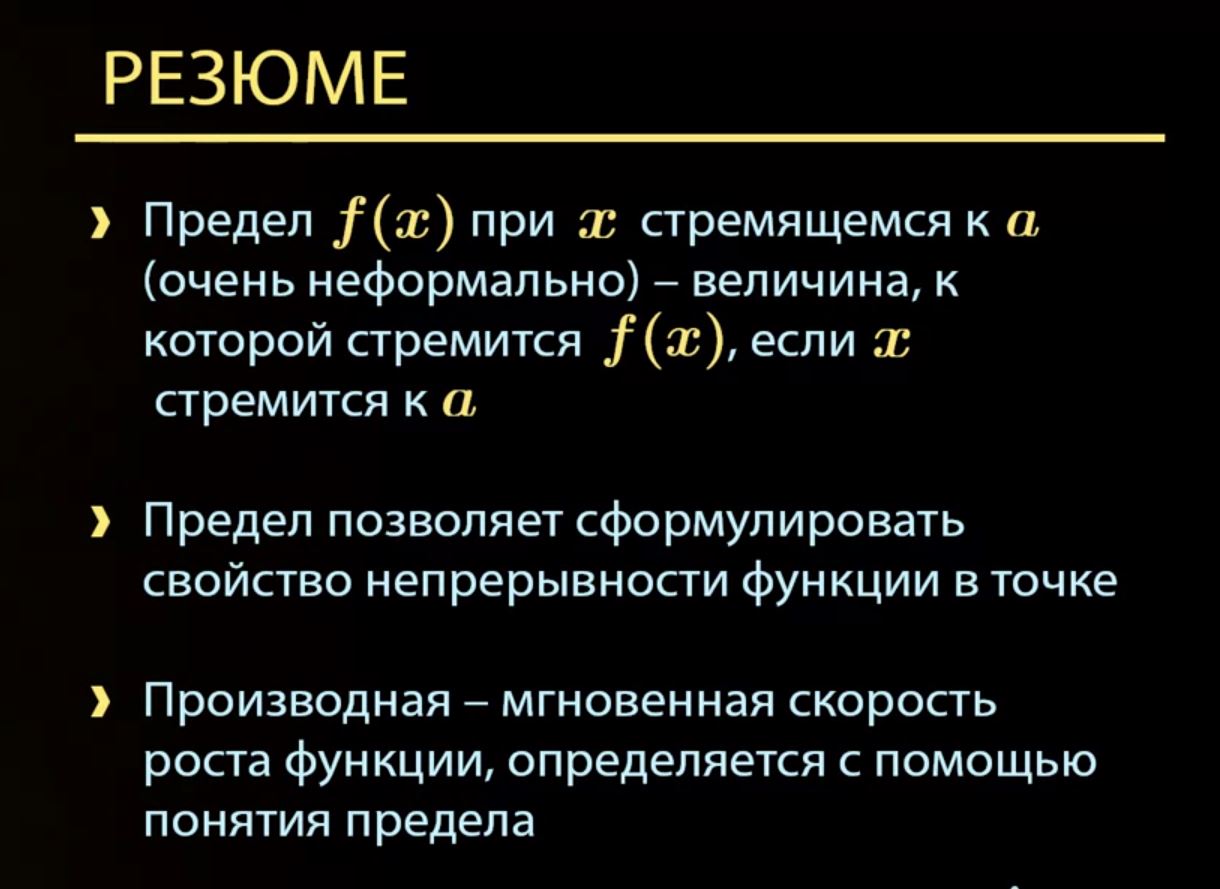 РЕЗЮМЕ
❱ Предел f(x) при x стремящемся к a
(очень неформально) – величина, к
которой стремится f(x), если x
стремится к a
❱ Предел позволяет сформулировать
свойство непрерывности функции в точке
❱ Производная – мгновенная скорость
роста функции, определяется с помощью
понятия предела